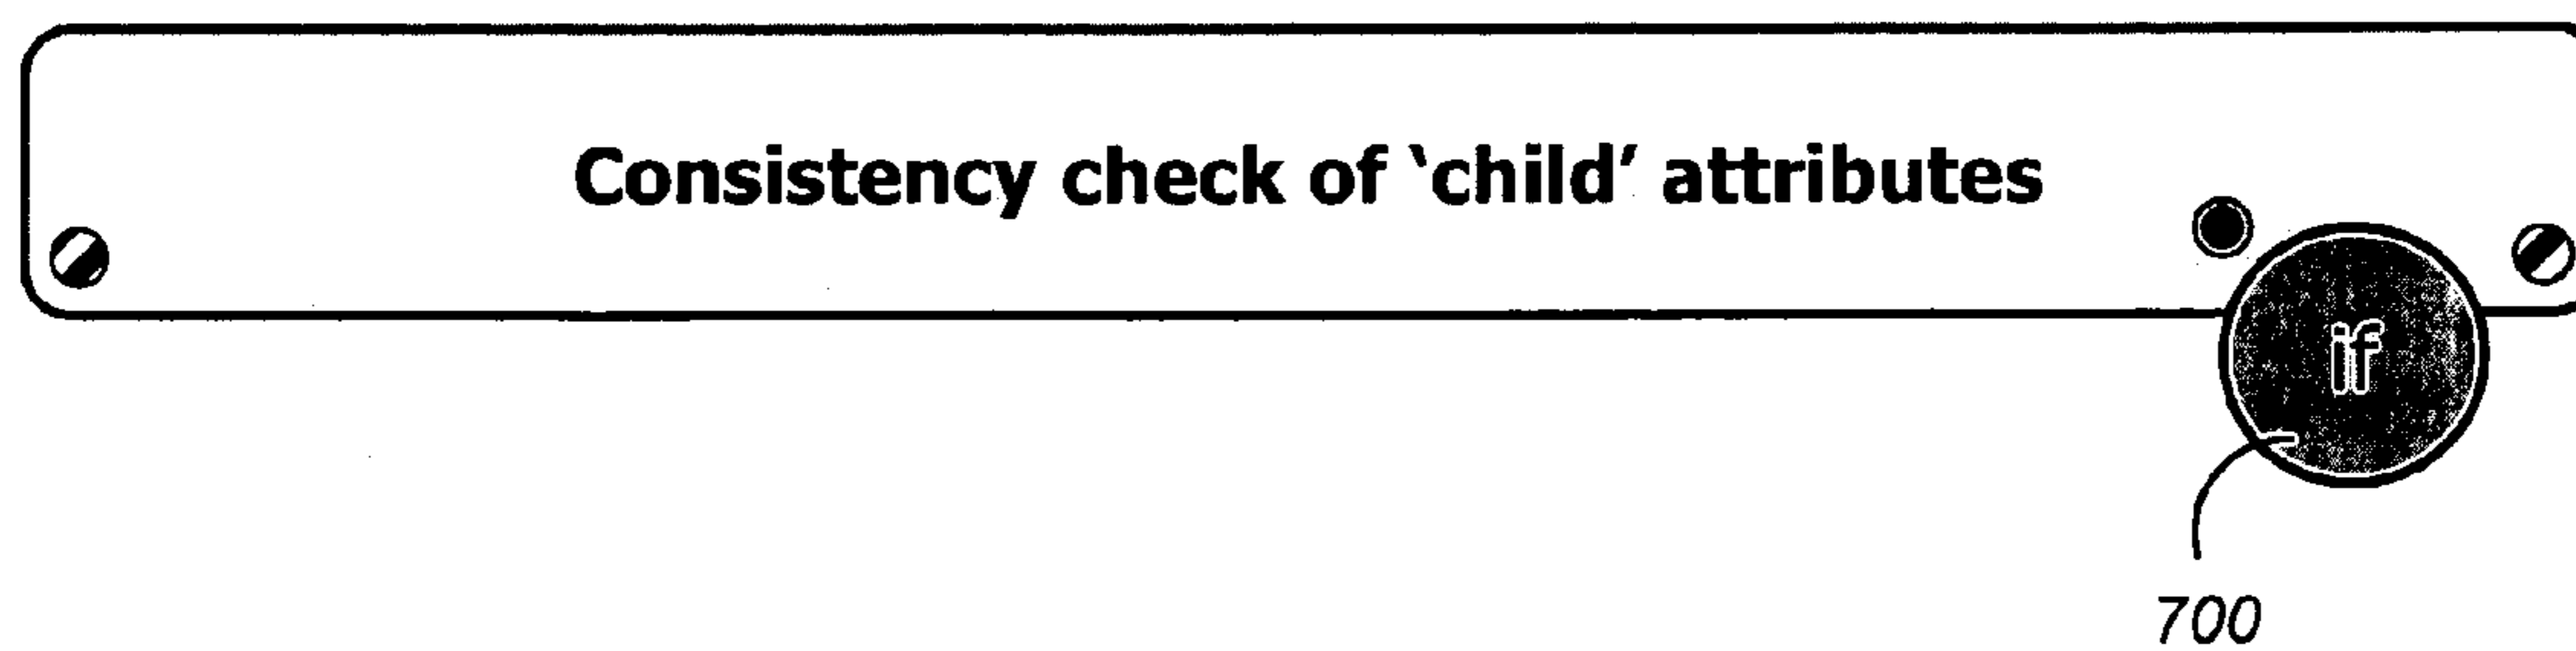 Consistency check of ‵child′ attributes
if
700